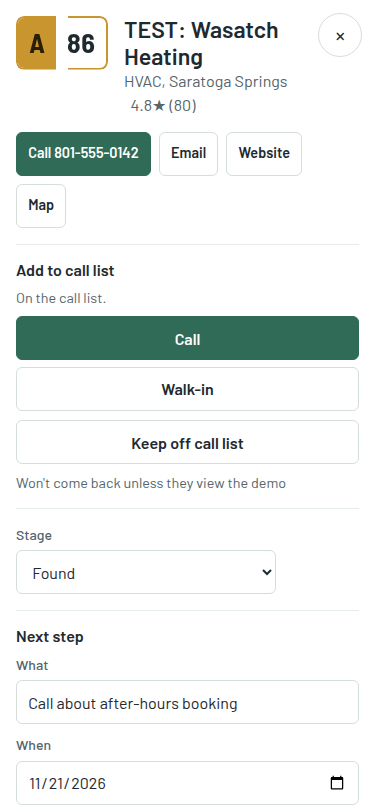 A 86
TEST: Wasatch
Heating
×
HVAC, Saratoga Springs
4.8★ (80)
Call 801-555-0142
Email
Website
Map
Add to call list
On the call list.
Call
Walk-in
Keep off call list
Won't come back unless they view the demo
Stage
Found
Next step
What
Call about after-hours booking
When
11/21/2026